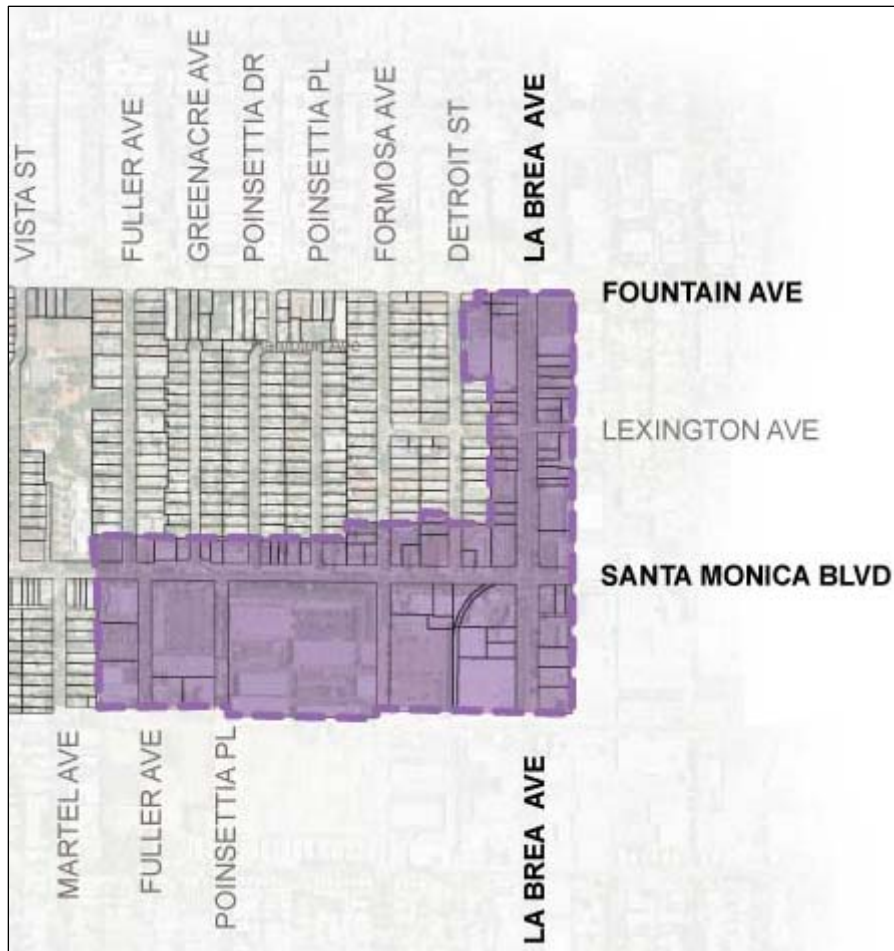 VISTA ST
FULLER AVE
GREENACRE AVE
POINSETTIA DR
POINSETTIA PL
FORMOSA AVE
DETROIT ST
LA BREA AVE
FOUNTAIN AVE
LEXINGTON AVE
SANTA MONICA BLVD
MARTEL AVE
FULLER AVE
POINSETTIA PL
LA BREA AVE